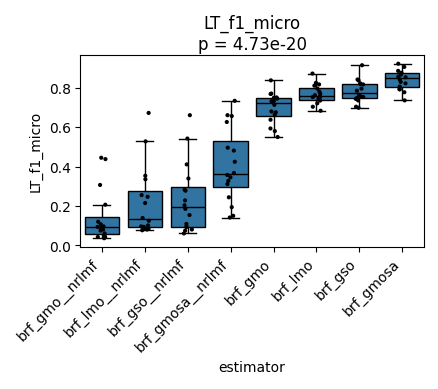 LT_f1_micro
p = 4.73e-20
LT_f1_micro
0.8
0.6
0.4
0.2
0.0
brf_gmo__nrlmf
brf_lmo__nrlmf
brf_gso__nrlmf
brf_gmosa__nrlmf
brf_gmo
brf_lmo
brf_gso
brf_gmosa
estimator